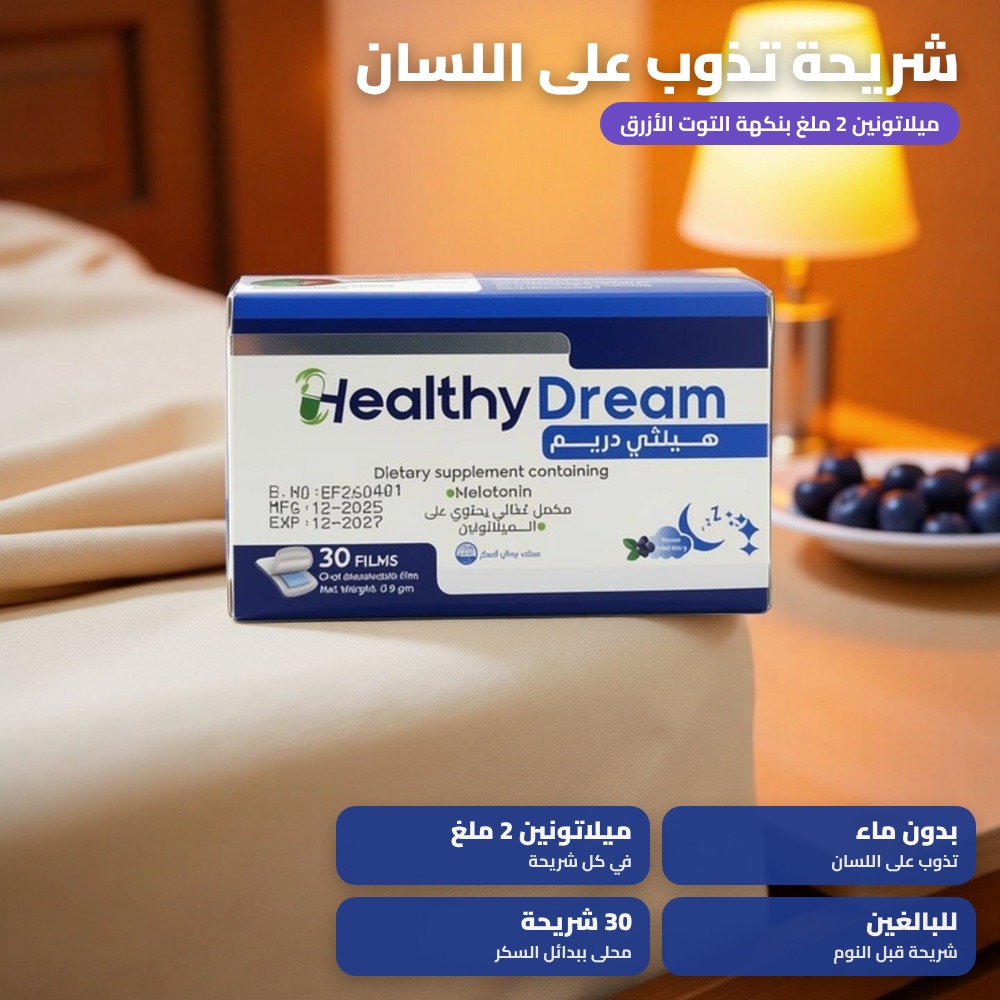 شريحة تذوب على اللسان
ميلاتونين 2 ملغ بنكهة التوت الأزرق
Healthy Dream
هيلثي دريم
Dietary supplement containing
Melotonin
B.NO :EF260401
MFG :12-2025
EXP :12-2027
مكمل غذائي يحتوي على
30 FILMS
بدون ماء
تذوب على اللسان
ميلاتونين 2 ملغ
في كل شريحة
للبالغين
شريحة قبل النوم
30 شريحة
محلى ببدائل السكر